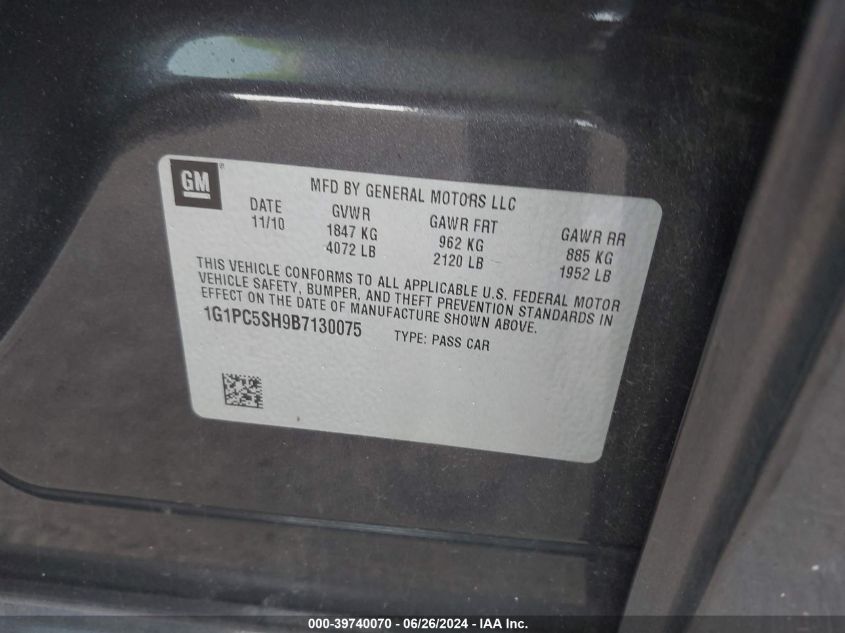 GM
MFD BY GENERAL MOTORS LLC
DATE GVWR GAWR FRT GAWR RR
11/10 1847 KG 962 KG 885 KG
4072 LB 2120 LB 1952 LB
THIS VEHICLE CONFORMS TO ALL APPLICABLE U.S. FEDERAL MOTOR
VEHICLE SAFETY, BUMPER, AND THEFT PREVENTION STANDARDS IN
EFFECT ON THE DATE OF MANUFACTURE SHOWN ABOVE.
1G1PC5SH9B7130075 TYPE: PASS CAR
000-39740070 - 06/26/2024 - IAA Inc.